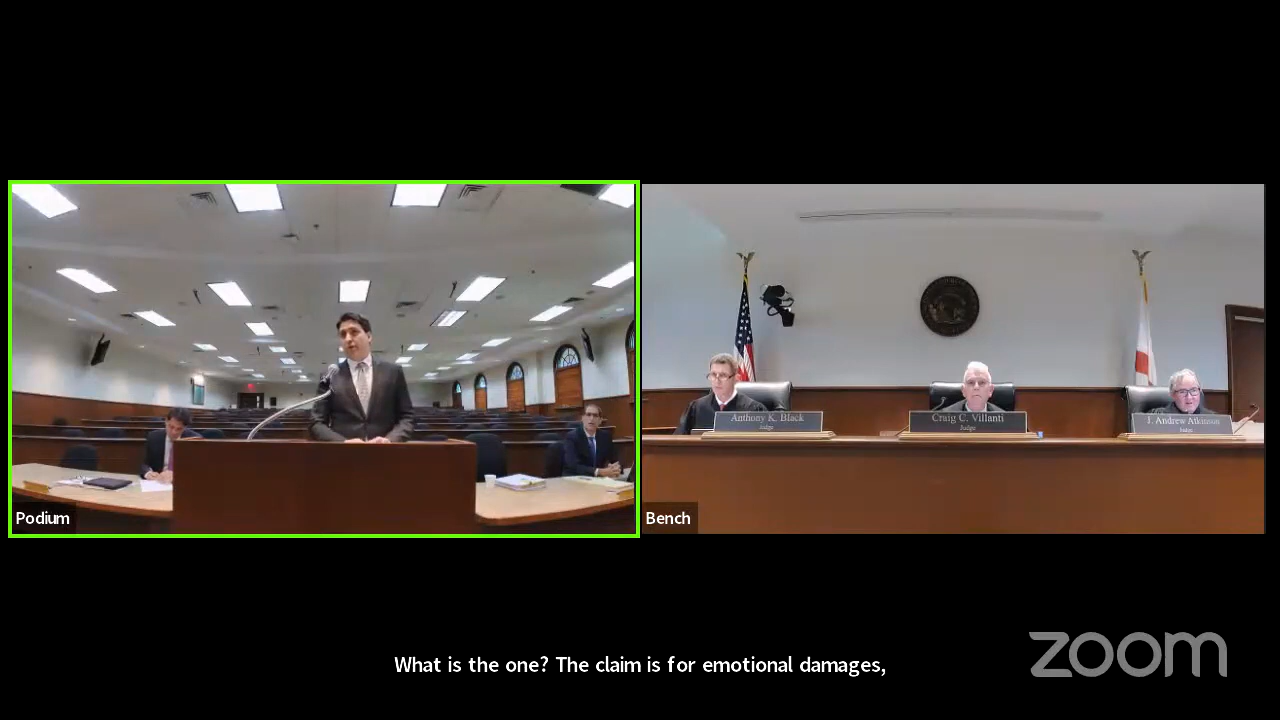 Anthony K. Black
Judge
Craig C. Villanti
Judge
J. Andrew Atkinson
Judge
Podium
Bench
What is the one? The claim is for emotional damages,
zoom